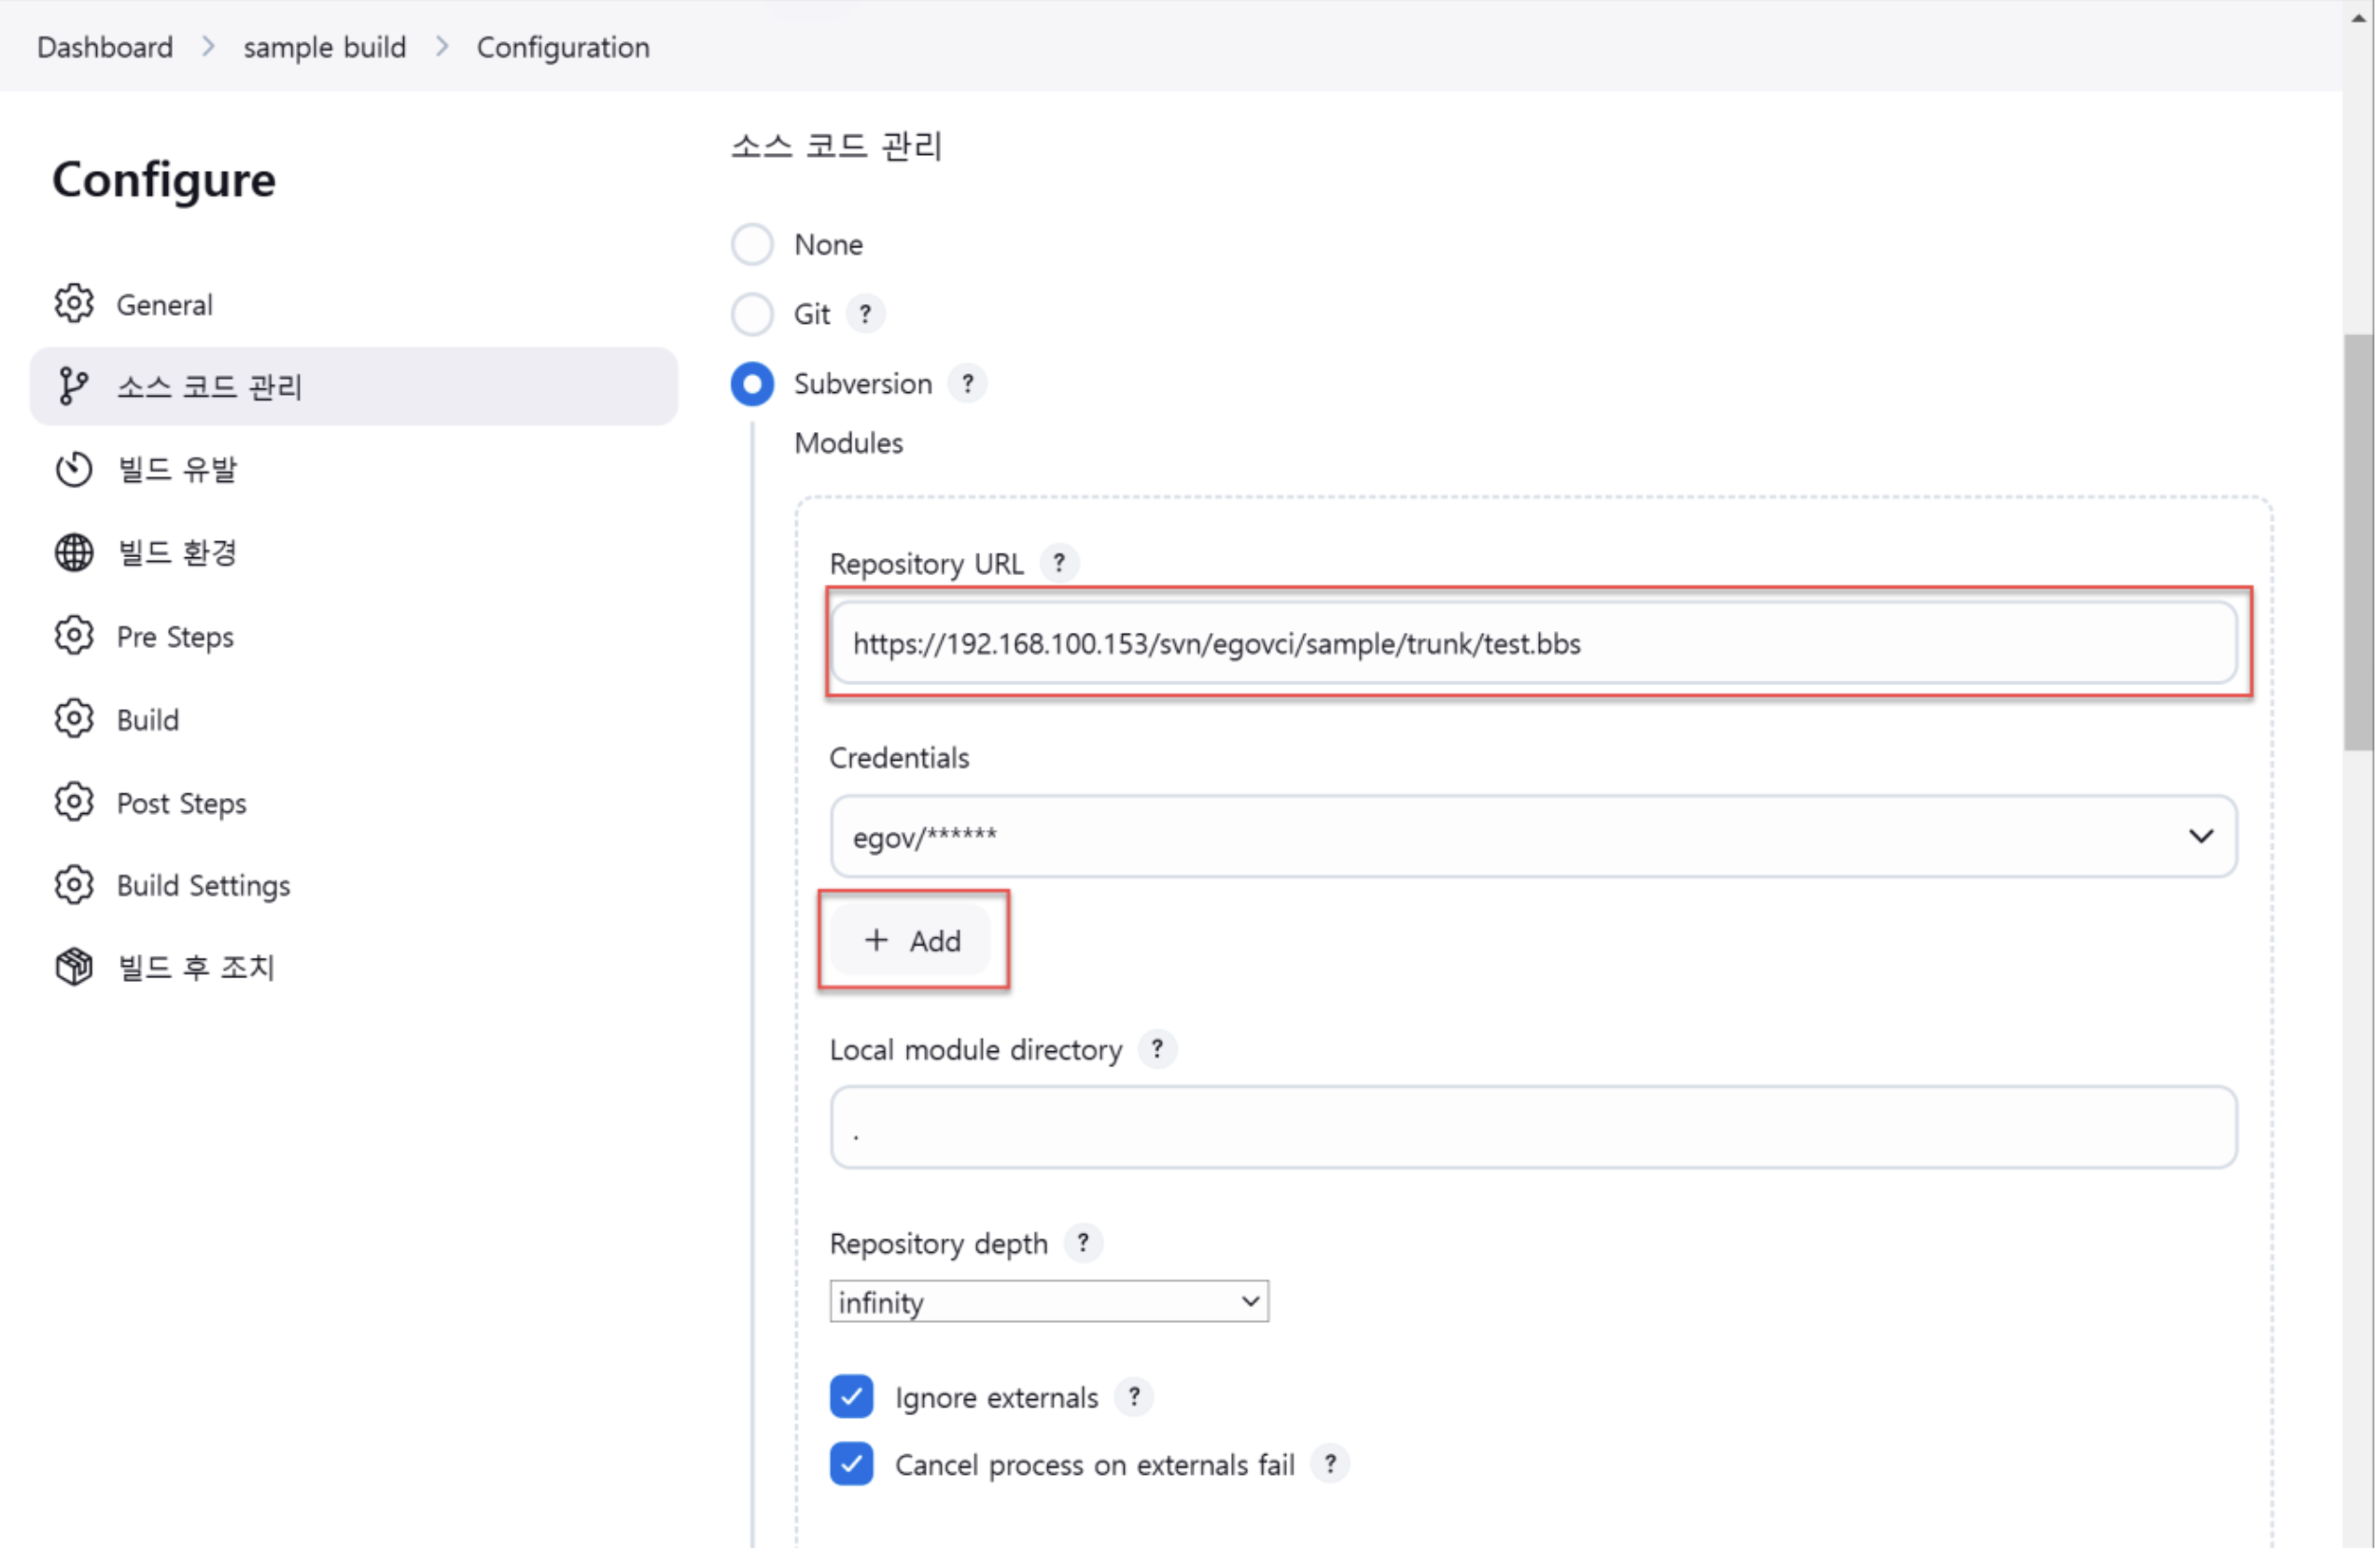 Dashboard > sample build > Configuration
Configure
General
소스 코드 관리
빌드 유발
빌드 환경
Pre Steps
Build
Post Steps
Build Settings
빌드 후 조치
소스 코드 관리
None
Git ?
Subversion ?
Modules
Repository URL ?
https://192.168.100.153/svn/egovci/sample/trunk/test.bbs
Credentials
egov/******
+ Add
Local module directory ?
.
Repository depth ?
infinity
Ignore externals ?
Cancel process on externals fail ?